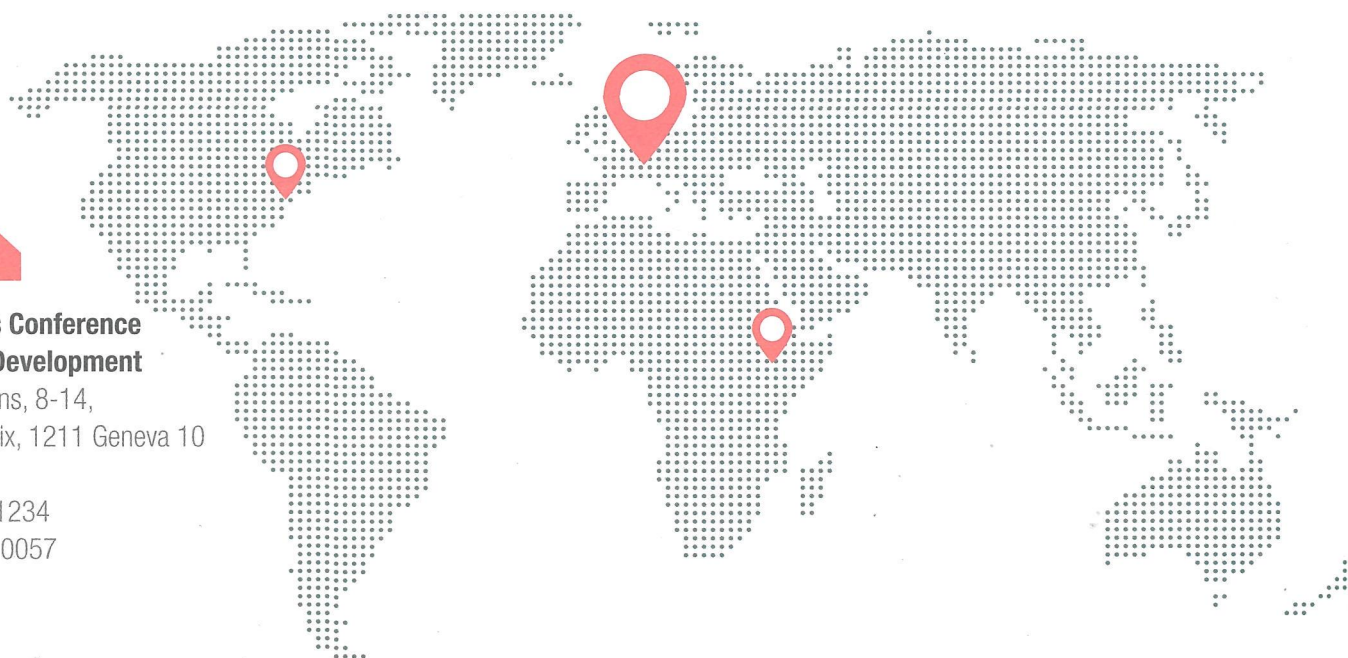 s Conference
Development
ns, 8-14,
ix, 1211 Geneva 10
1234
0057